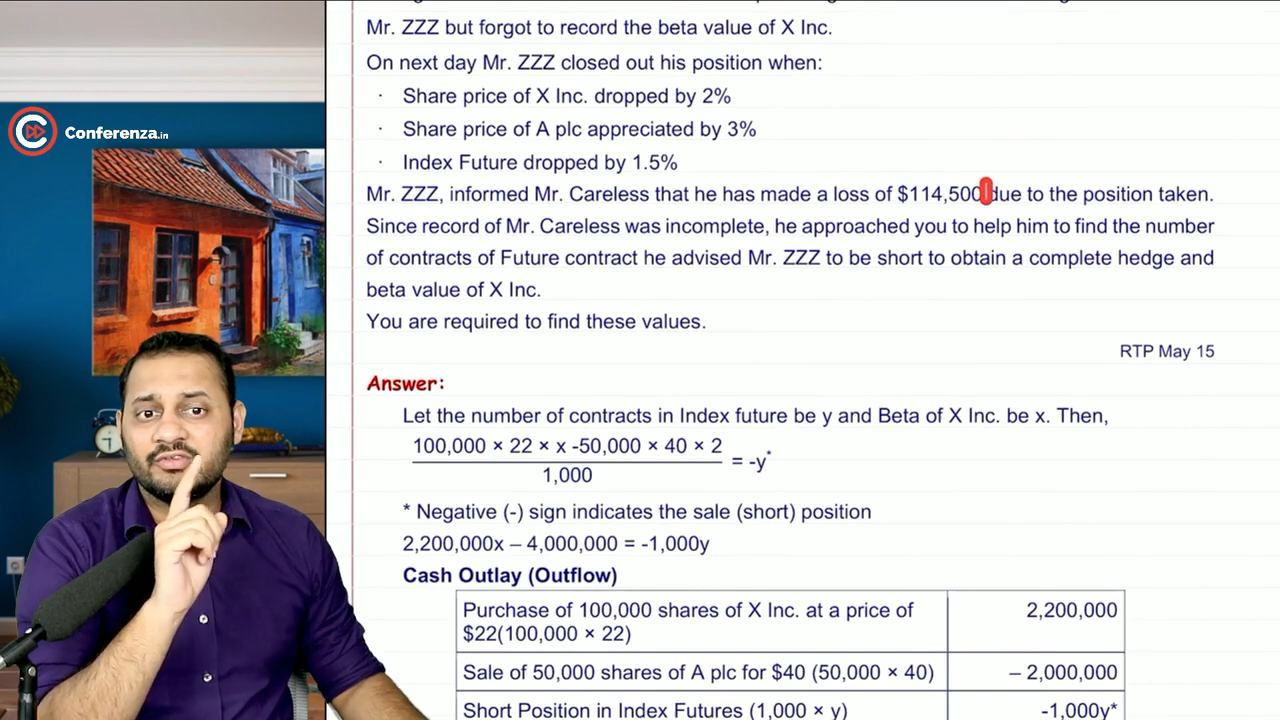 Mr. ZZZ but forgot to record the beta value of X Inc.
On next day Mr. ZZZ closed out his position when:
· Share price of X Inc. dropped by 2%
· Share price of A plc appreciated by 3%
· Index Future dropped by 1.5%
Mr. ZZZ, informed Mr. Careless that he has made a loss of $114,500 due to the position taken.
Since record of Mr. Careless was incomplete, he approached you to help him to find the number
of contracts of Future contract he advised Mr. ZZZ to be short to obtain a complete hedge and
beta value of X Inc.
You are required to find these values.
RTP May 15
Answer:
Let the number of contracts in Index future be y and Beta of X Inc. be x. Then,
100,000 × 22 × x -50,000 × 40 × 2
1,000
= -y*
* Negative (-) sign indicates the sale (short) position
2,200,000x – 4,000,000 = -1,000y
Cash Outlay (Outflow)
Purchase of 100,000 shares of X Inc. at a price of
$22(100,000 × 22)
2,200,000
Sale of 50,000 shares of A plc for $40 (50,000 × 40)
– 2,000,000
Short Position in Index Futures (1,000 × y)
-1,000y*
Conferenza.in